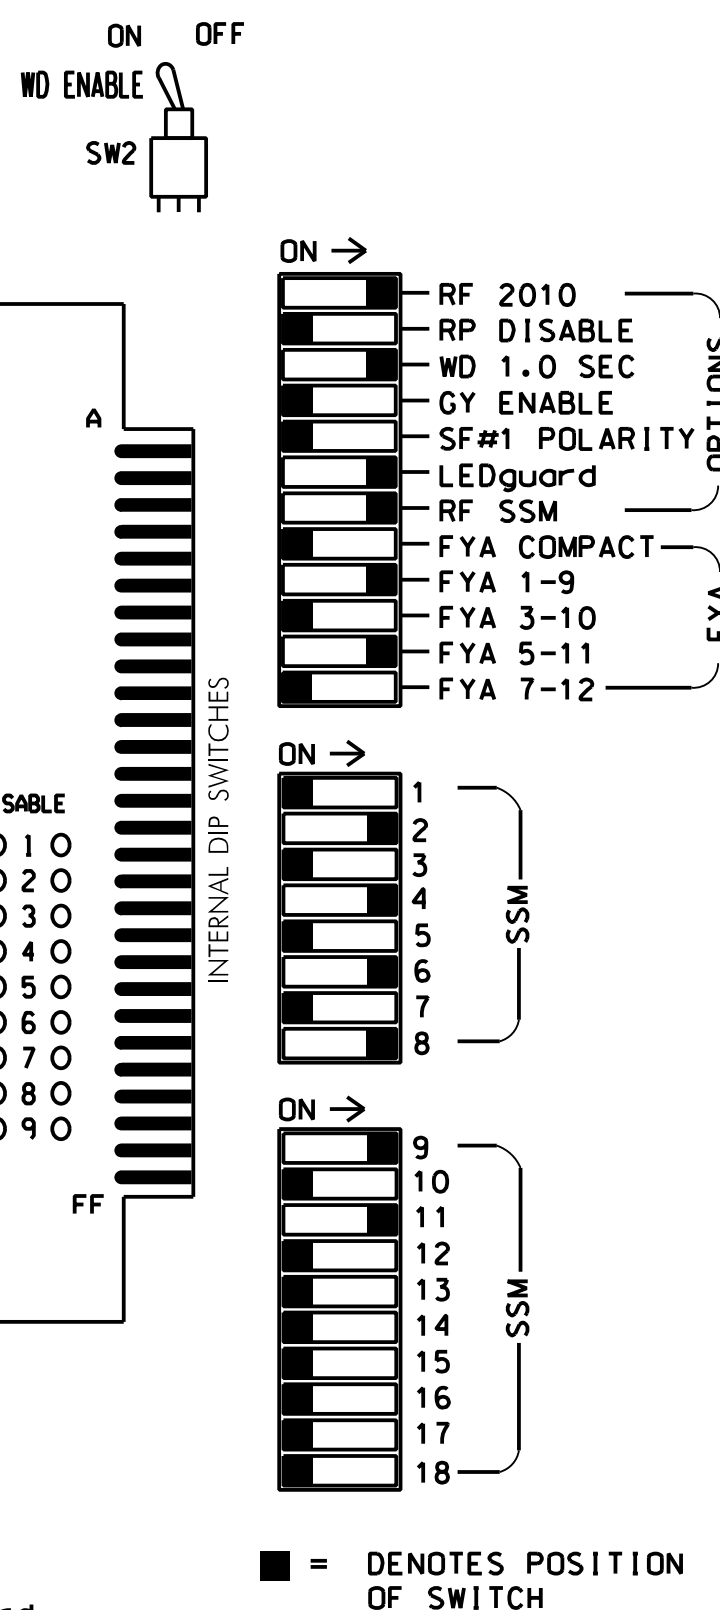 ON OFF
WD ENABLE
SW2
ON
RF 2010
RP DISABLE
WD 1.0 SEC
GY ENABLE
SF#1 POLARITY
LEDguard
RF SSM
OPTIONS
FYA COMPACT
FYA 1-9
FYA 3-10
FYA 5-11
FYA 7-12
FYA
A
FF
INTERNAL DIP SWITCHES
SABLE
1
2
3
4
5
6
7
8
9
ON
1
2
3
4
5
6
7
8
SSM
ON
9
10
11
12
13
14
15
16
17
18
SSM
= DENOTES POSITION
OF SWITCH